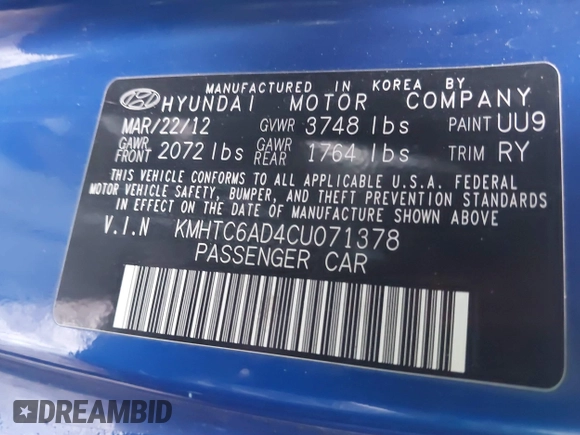 MANUFACTURED IN KOREA BY
HYUNDAI MOTOR COMPANY
MAR/22/12 GVWR 3748 lbs PAINT UU9
GAWR FRONT 2072 lbs GAWR REAR 1764 lbs TRIM RY
THIS VEHICLE CONFORMS TO ALL APPLICABLE U.S.A. FEDERAL
MOTOR VEHICLE SAFETY, BUMPER, AND THEFT PREVENTION STANDARDS
IN EFFECT ON THE DATE OF MANUFACTURE SHOWN ABOVE
V.I.N KMHTC6AD4CU071378
PASSENGER CAR
DREAMBID